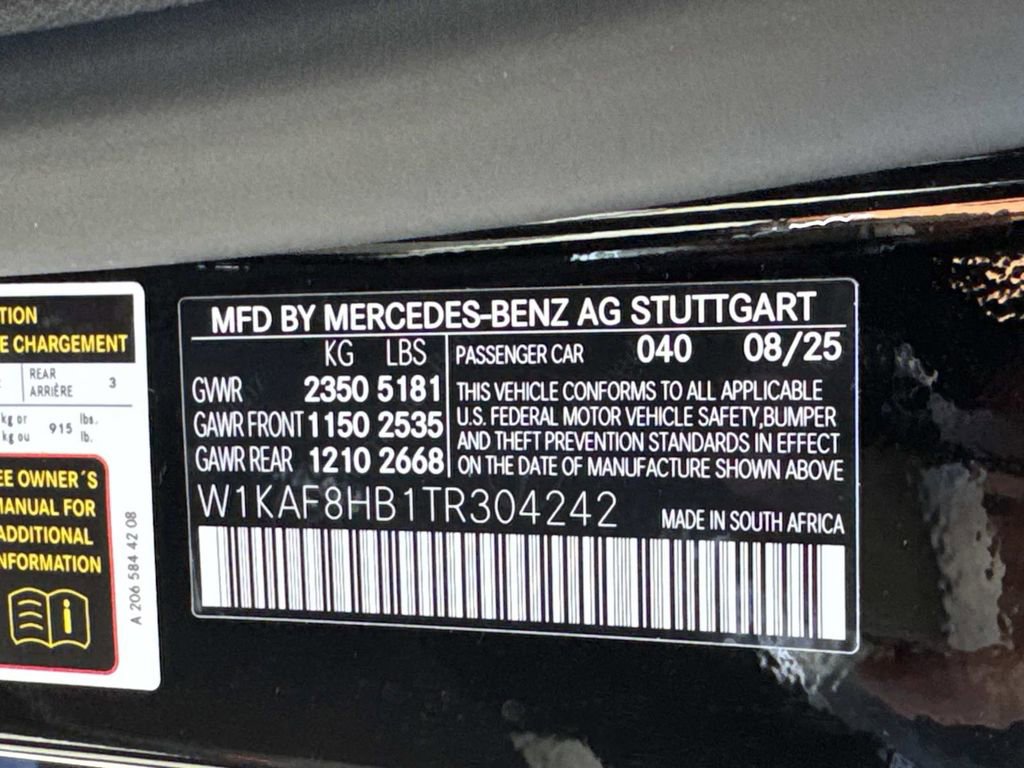 TION
E CHARGEMENT
REAR
ARRIÈRE 3
kg or
kg ou 915 lbs.
lb.
EE OWNER´S
MANUAL FOR
ADDITIONAL
NFORMATION
A 206 584 42 08
MFD BY MERCEDES-BENZ AG STUTTGART
KG LBS
GVWR 2350 5181
GAWR FRONT 1150 2535
GAWR REAR 1210 2668
PASSENGER CAR 040 08/25
THIS VEHICLE CONFORMS TO ALL APPLICABLE
U.S. FEDERAL MOTOR VEHICLE SAFETY,BUMPER
AND THEFT PREVENTION STANDARDS IN EFFECT
ON THE DATE OF MANUFACTURE SHOWN ABOVE
W1KAF8HB1TR304242
MADE IN SOUTH AFRICA